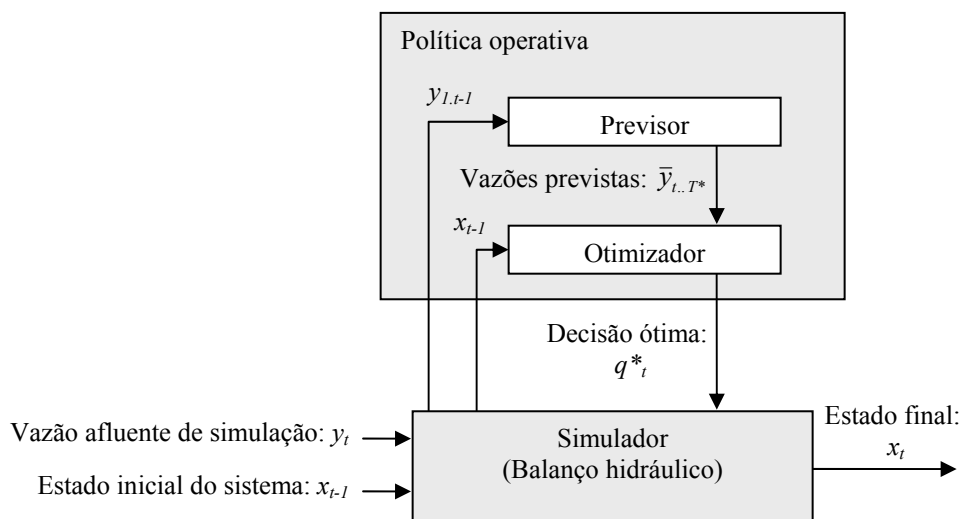 Política operativa
y1.t-1
Previsor
Vazões previstas: ȳt..T*
xt-1
Otimizador
Decisão ótima:
q*t
Vazão afluente de simulação: yt
Estado inicial do sistema: xt-1
Simulador
(Balanço hidráulico)
Estado final:
xt